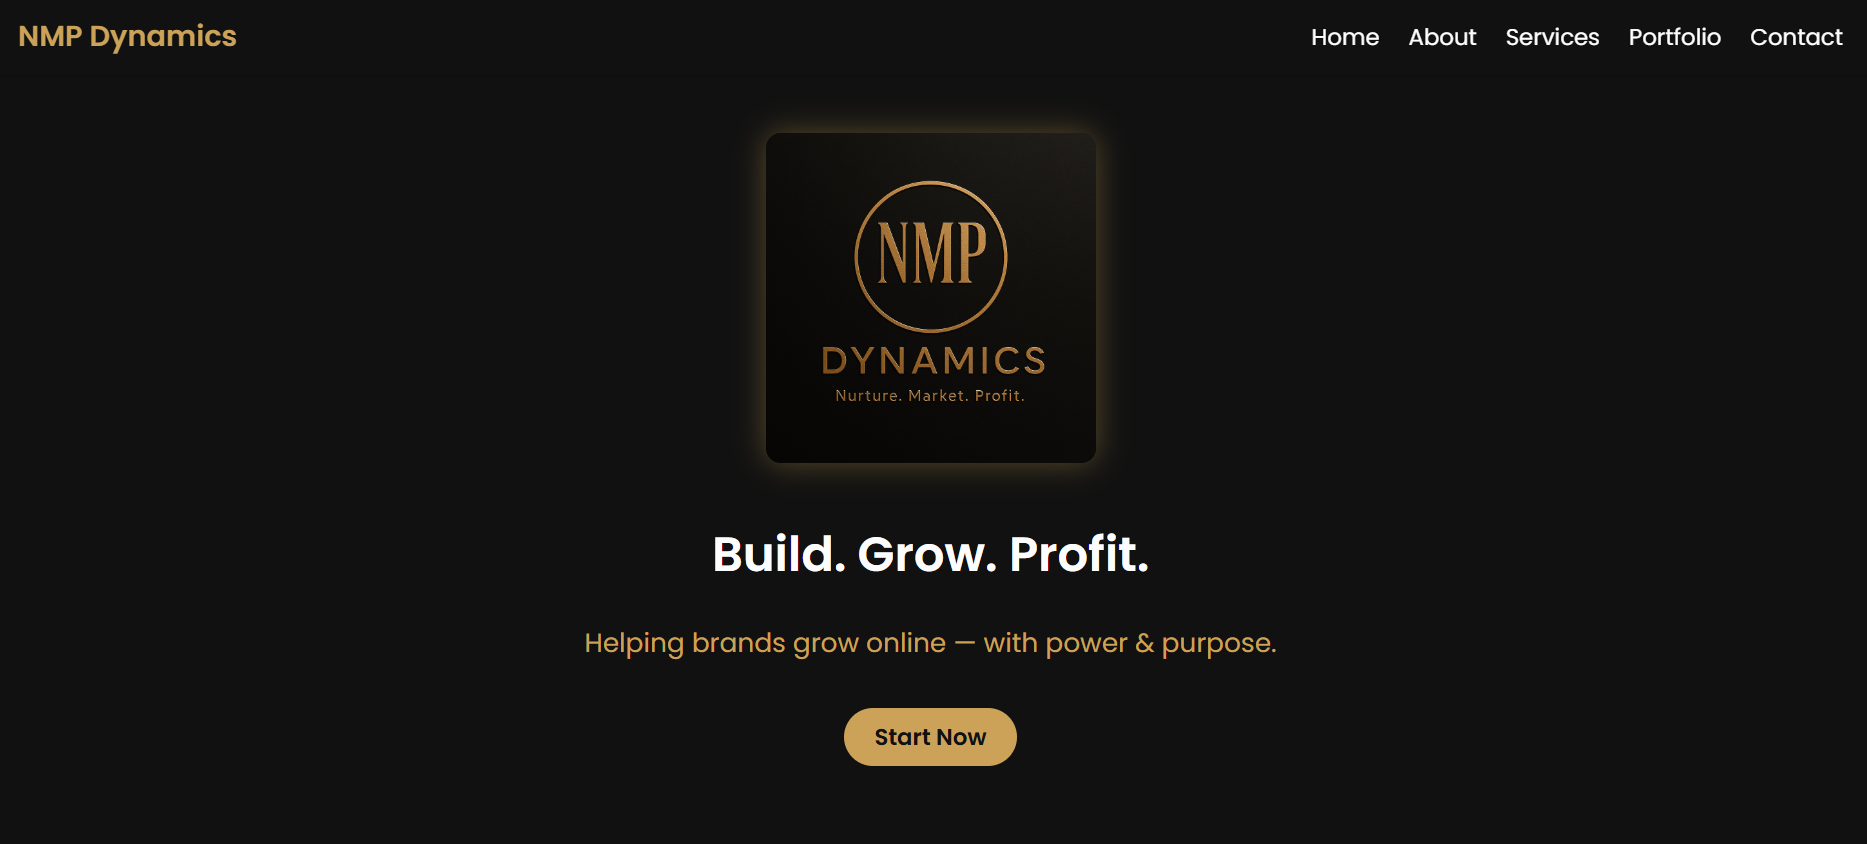 NMP Dynamics
Home About Services Portfolio Contact
NMP
DYNAMICS
Nurture. Market. Profit.
Build. Grow. Profit.
Helping brands grow online — with power & purpose.
Start Now